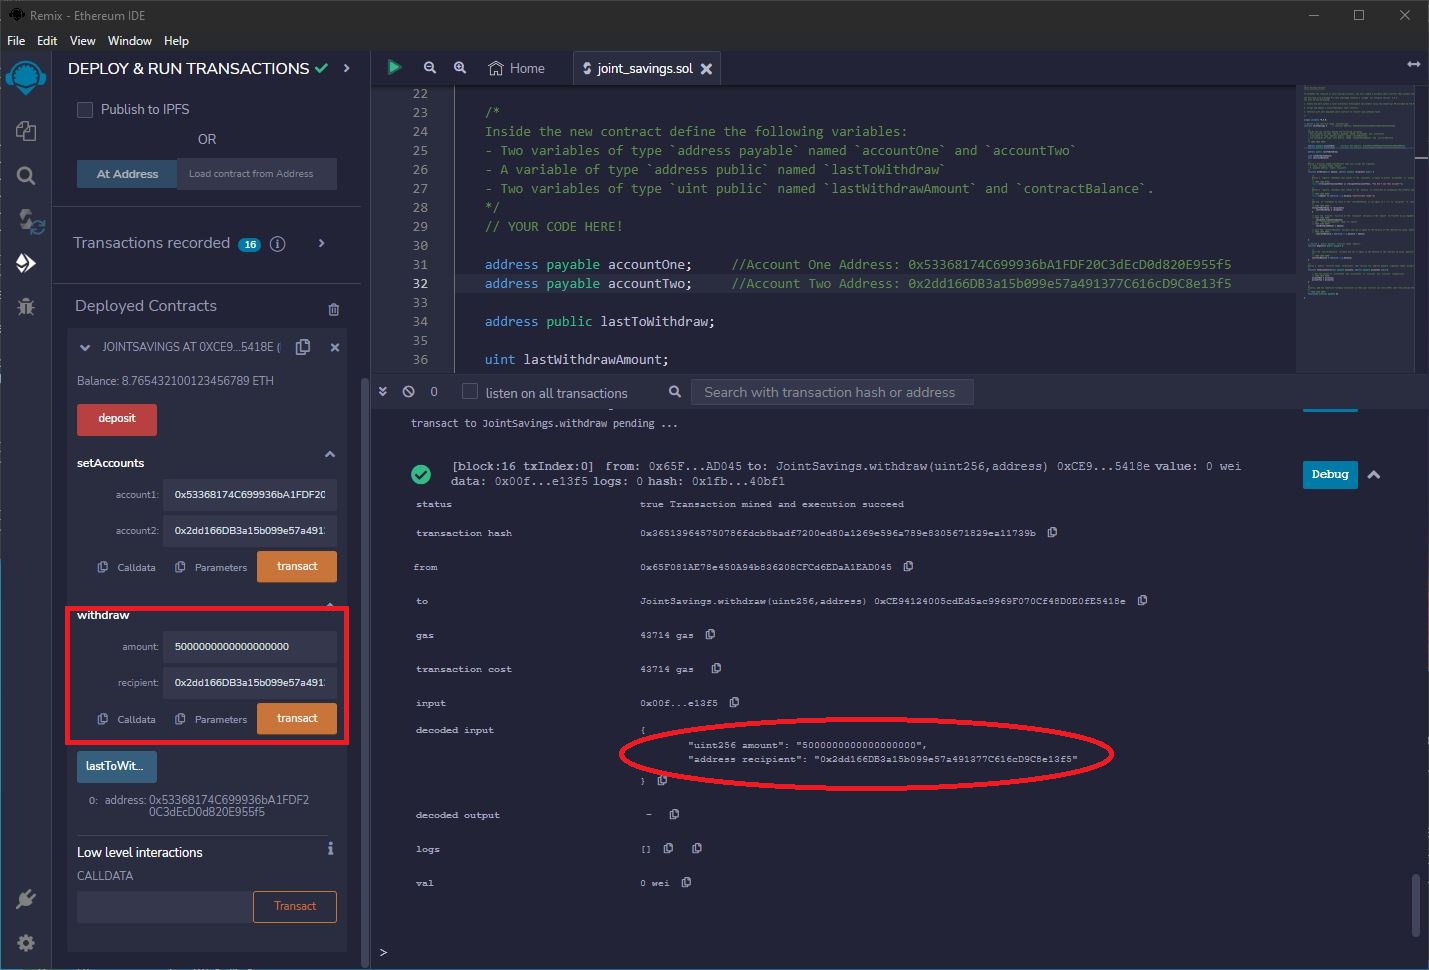 Remix - Ethereum IDE
File Edit View Window Help
DEPLOY & RUN TRANSACTIONS
Publish to IPFS
OR
At Address Load contract from Address
Transactions recorded 16
Deployed Contracts
JOINTSAVINGS AT 0XCE9...5418E (
Balance: 8.765432100123456789 ETH
deposit
setAccounts
account1: 0x53368174C699936bA1FDF20
account2: 0x2dd166DB3a15b099e57a491
Calldata Parameters transact
withdraw
amount: 5000000000000000000
recipient: 0x2dd166DB3a15b099e57a491
Calldata Parameters transact
lastToWit...
0: address: 0x53368174C699936bA1FDF2
0C3dEcD0d820E955f5
Low level interactions
CALLDATA
Transact
Home joint_savings.sol
22
23 /*
24 Inside the new contract define the following variables:
25 - Two variables of type `address payable` named `accountOne` and `accountTwo`
26 - A variable of type `address public` named `lastToWithdraw`
27 - Two variables of type `uint public` named `lastWithdrawAmount` and `contractBalance`.
28 */
29 // YOUR CODE HERE!
30
31 address payable accountOne; //Account One Address: 0x53368174C699936bA1FDF20C3dEcD0d820E955f5
32 address payable accountTwo; //Account Two Address: 0x2dd166DB3a15b099e57a491377C616cD9C8e13f5
33
34 address public lastToWithdraw;
35
36 uint lastWithdrawAmount;
0 listen on all transactions Search with transaction hash or address
transact to JointSavings.withdraw pending ...
[block:16 txIndex:0] from: 0x65F...AD045 to: JointSavings.withdraw(uint256,address) 0xCE9...5418e value: 0 wei
data: 0x00f...e13f5 logs: 0 hash: 0x1fb...40bf1
Debug
status true Transaction mined and execution succeed
transaction hash 0x365139645750786fdcb8badf7200ed80a1269e596a789e8305671829ea11739b
from 0x65F081AE78e450A94b836208CFCd6EDaA1EAD045
to JointSavings.withdraw(uint256,address) 0xCE94124005cdEd5ac9969F070Cf48D0E0fE5418e
gas 43714 gas
transaction cost 43714 gas
input 0x00f...e13f5
decoded input {
"uint256 amount": "5000000000000000000",
"address recipient": "0x2dd166DB3a15b099e57a491377C616cD9C8e13f5"
}
decoded output -
logs []
val 0 wei
>